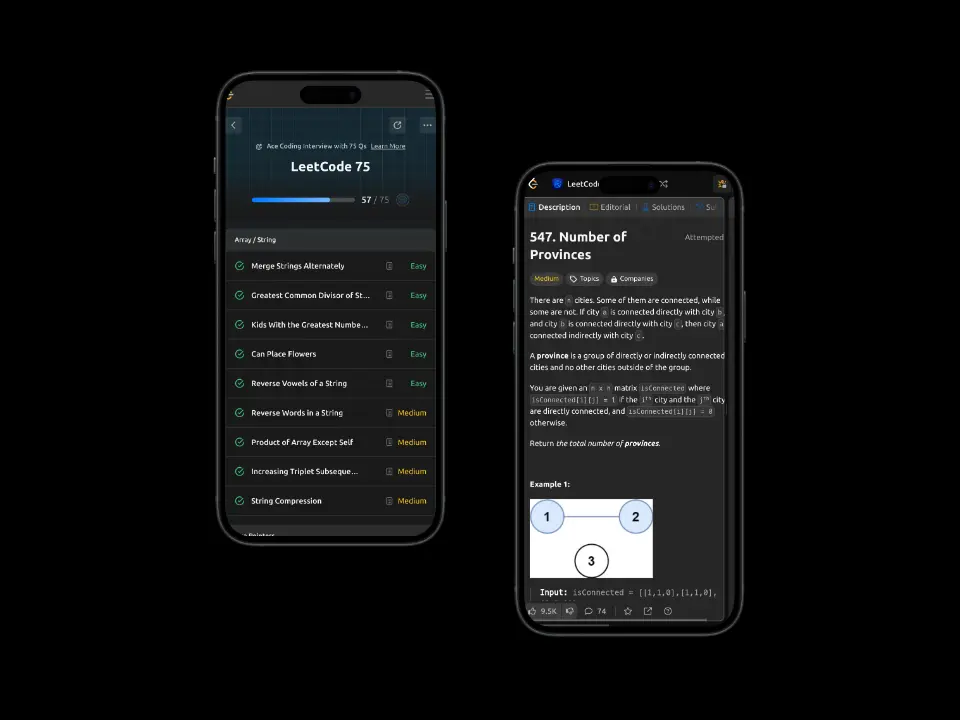 Ace Coding Interview with 75 Qs Learn More
LeetCode 75
57 / 75
Array / String
Merge Strings Alternately Easy
Greatest Common Divisor of St... Easy
Kids With the Greatest Numbe... Easy
Can Place Flowers Easy
Reverse Vowels of a String Easy
Reverse Words in a String Medium
Product of Array Except Self Medium
Increasing Triplet Subseque... Medium
String Compression Medium
Pointers
LeetCode
Description Editorial Solutions Su
547. Number of Provinces Attempted
Medium Topics Companies
There are n cities. Some of them are connected, while
some are not. If city a is connected directly with city b,
and city b is connected directly with city c, then city a
connected indirectly with city c.
A province is a group of directly or indirectly connected
cities and no other cities outside of the group.
You are given an n x n matrix isConnected where
isConnected[i][j] = 1 if the ith city and the jth city
are directly connected, and isConnected[i][j] = 0
otherwise.
Return the total number of provinces.
Example 1:
1 2
3
Input: isConnected = [[1,1,0],[1,1,0],
9.5K 74